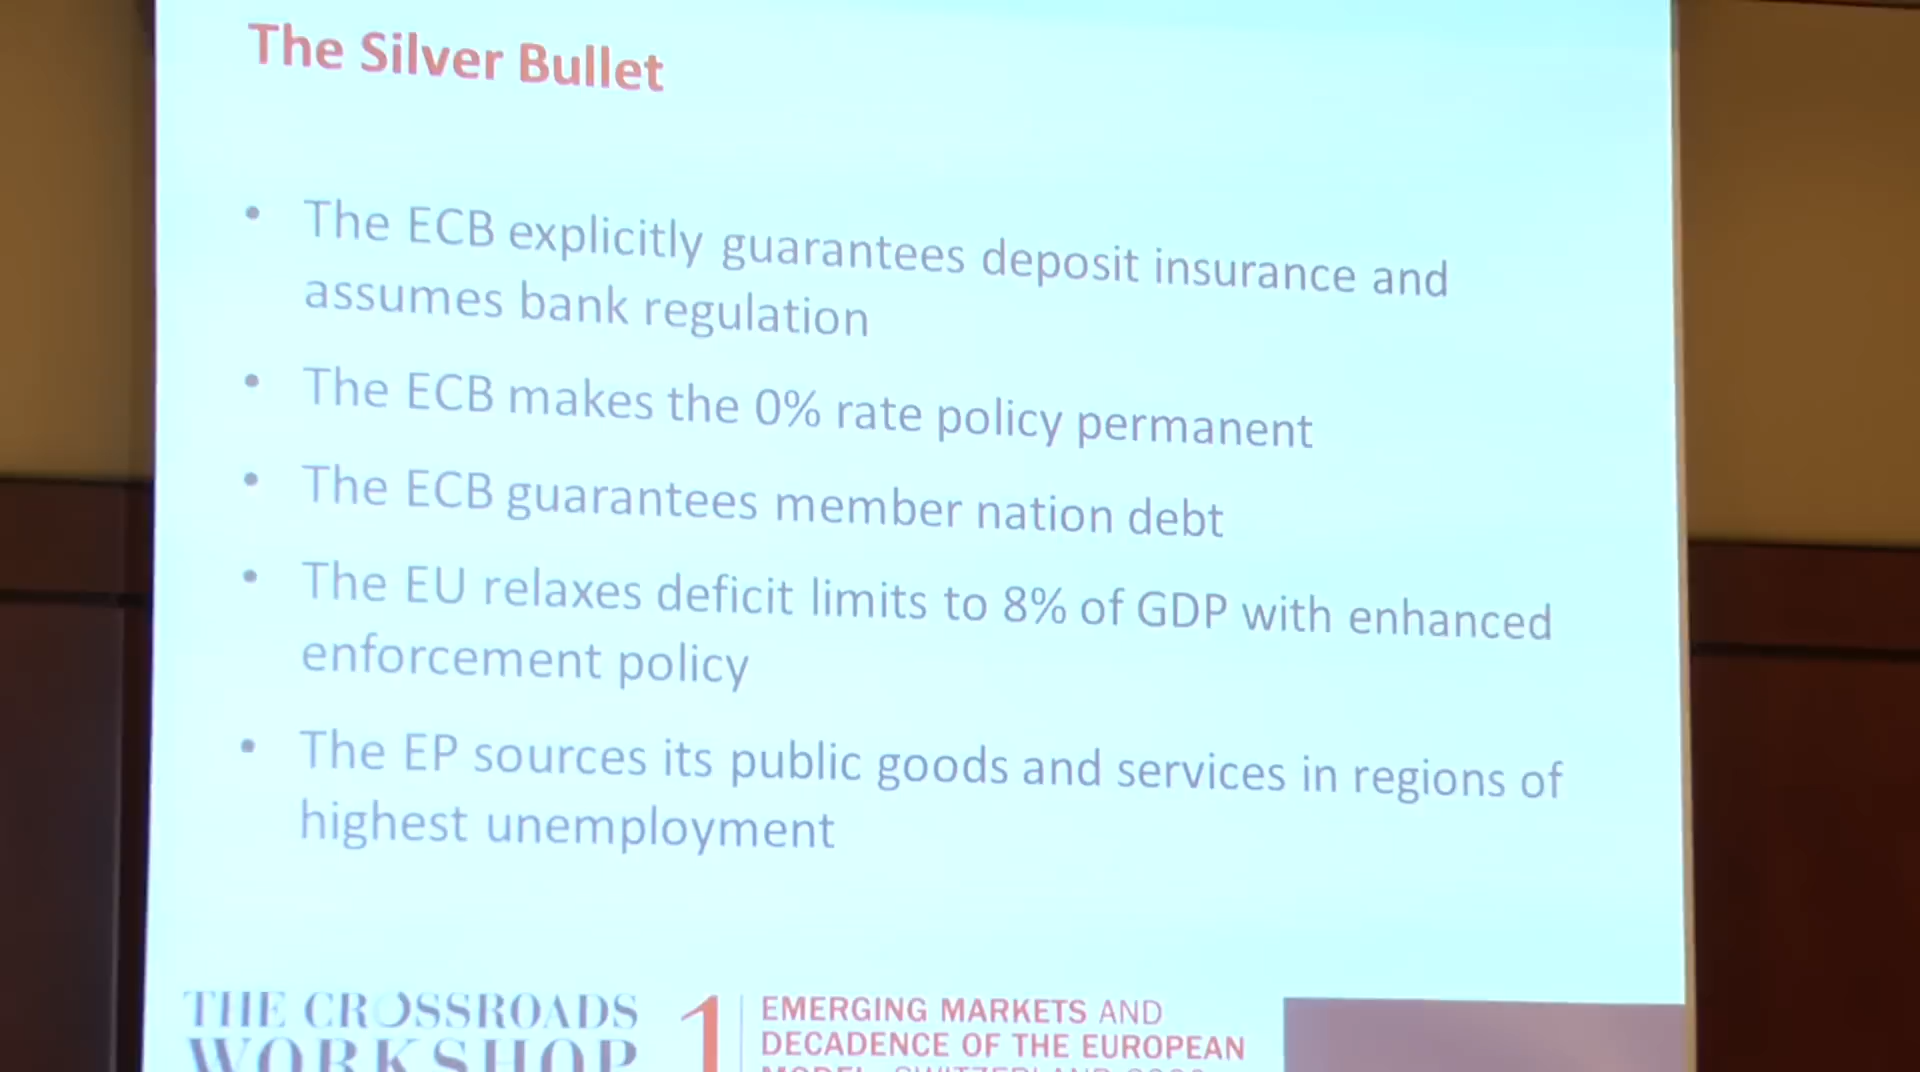 The Silver Bullet
• The ECB explicitly guarantees deposit insurance and
assumes bank regulation
• The ECB makes the 0% rate policy permanent
• The ECB guarantees member nation debt
• The EU relaxes deficit limits to 8% of GDP with enhanced
enforcement policy
• The EP sources its public goods and services in regions of
highest unemployment
THE CROSSROADS
WORKSHOP
1
EMERGING MARKETS AND
DECADENCE OF THE EUROPEAN